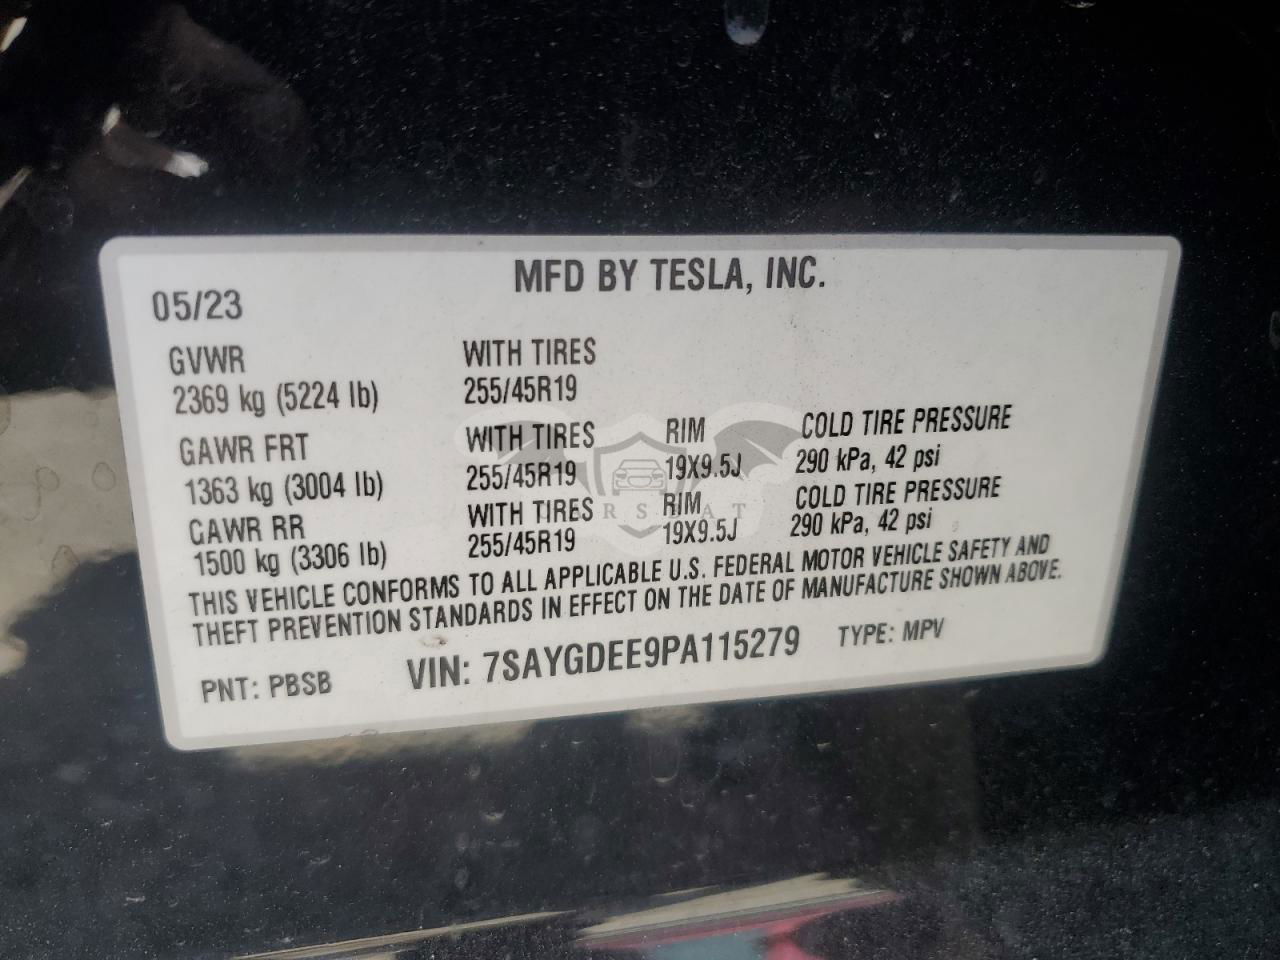 MFD BY TESLA, INC.
05/23
GVWR WITH TIRES
2369 kg (5224 lb) 255/45R19
GAWR FRT WITH TIRES RIM COLD TIRE PRESSURE
1363 kg (3004 lb) 255/45R19 19X9.5J 290 kPa, 42 psi
GAWR RR WITH TIRES RIM COLD TIRE PRESSURE
1500 kg (3306 lb) 255/45R19 19X9.5J 290 kPa, 42 psi
THIS VEHICLE CONFORMS TO ALL APPLICABLE U.S. FEDERAL MOTOR VEHICLE SAFETY AND
THEFT PREVENTION STANDARDS IN EFFECT ON THE DATE OF MANUFACTURE SHOWN ABOVE.
PNT: PBSB VIN: 7SAYGDEE9PA115279 TYPE: MPV